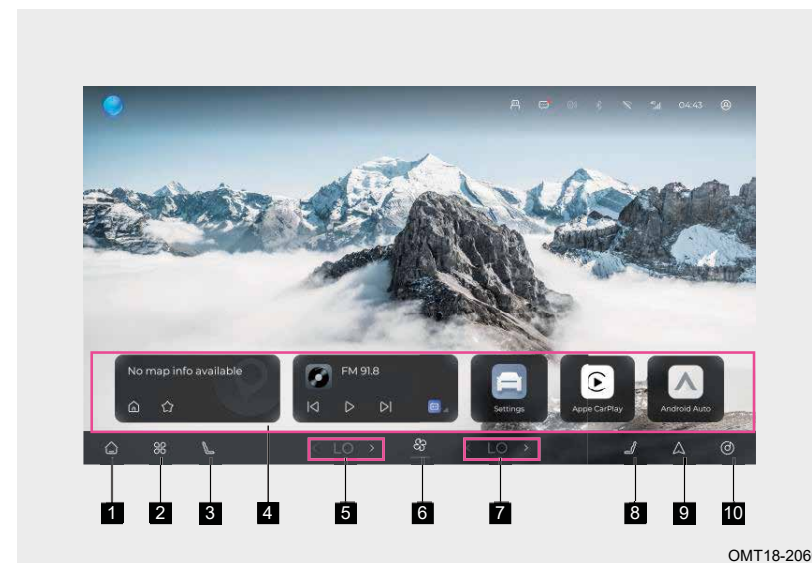 04:43
No map info available
FM 91.8
Settings
Appe CarPlay
Android Auto
LO
LO
1
2
3
4
5
6
7
8
9
10
OMT18-206